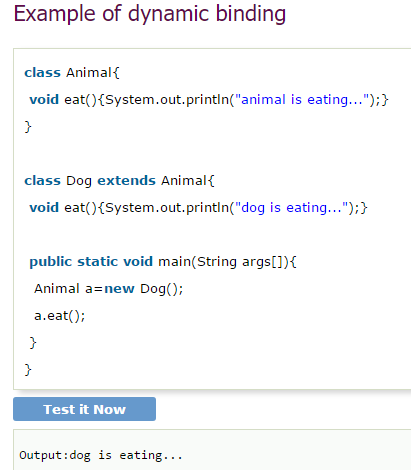 Example of dynamic binding
class Animal{
void eat(){System.out.println("animal is eating...");}
}
class Dog extends Animal{
void eat(){System.out.println("dog is eating...");}
public static void main(String args[]){
Animal a=new Dog();
a.eat();
}
}
Test it Now
Output:dog is eating...